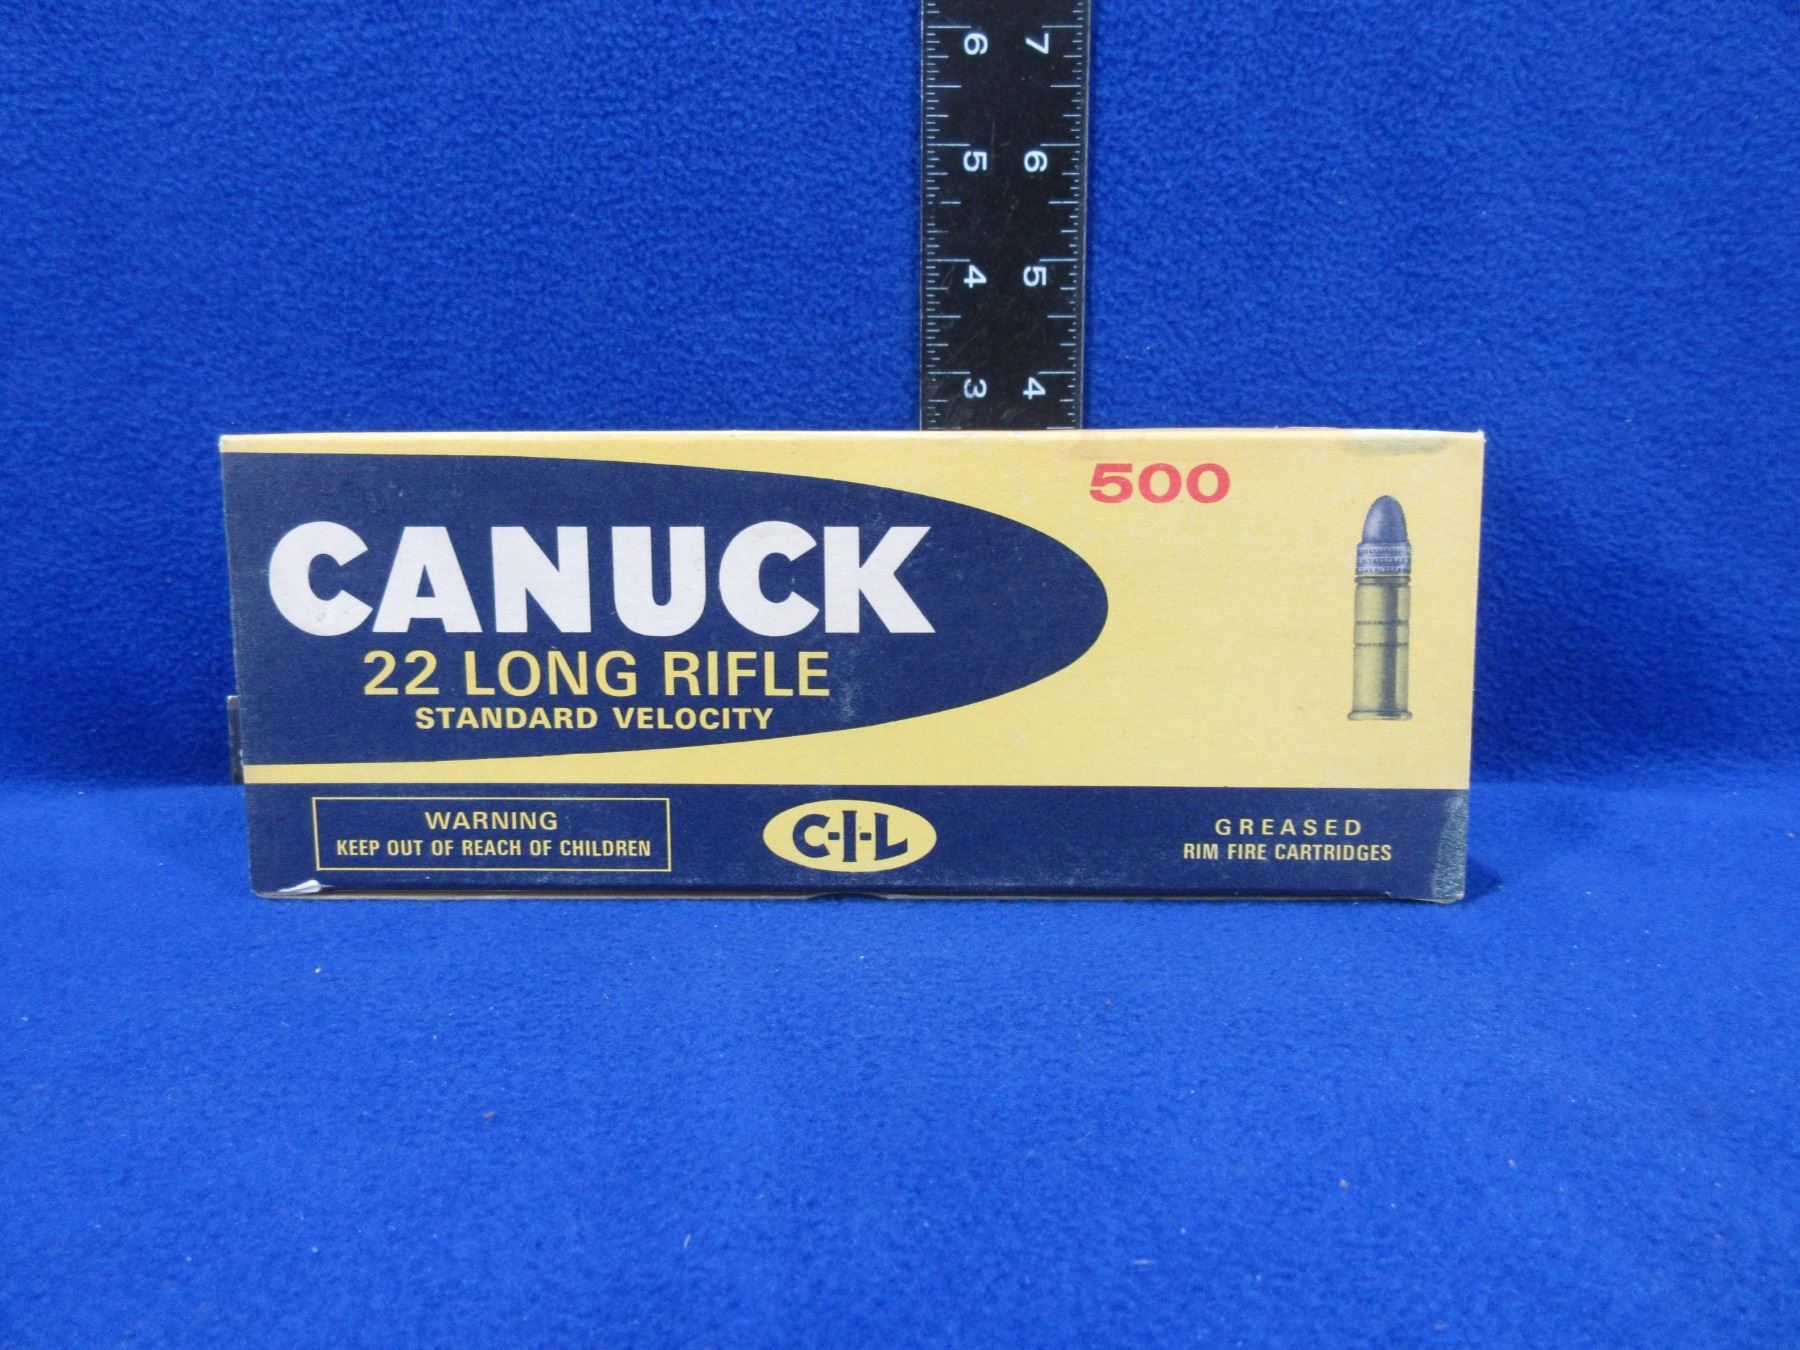 6 7
5 6
4 5
3 4
500
CANUCK
22 LONG RIFLE
STANDARD VELOCITY
WARNING
KEEP OUT OF REACH OF CHILDREN
C-I-L
GREASED
RIM FIRE CARTRIDGES